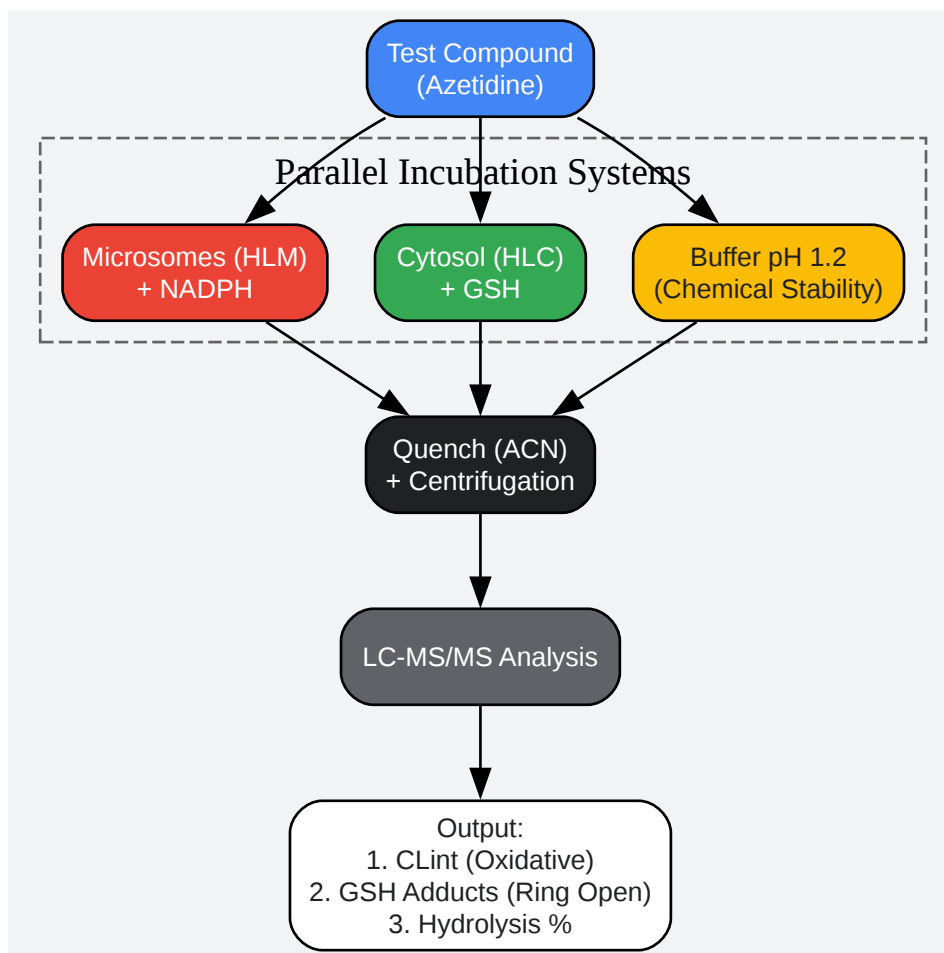 Test Compound
(Azetidine)
Parallel Incubation Systems
Microsomes (HLM)
+ NADPH
Cytosol (HLC)
+ GSH
Buffer pH 1.2
(Chemical Stability)
Quench (ACN)
+ Centrifugation
LC-MS/MS Analysis
Output:
1. CLint (Oxidative)
2. GSH Adducts (Ring Open)
3. Hydrolysis %